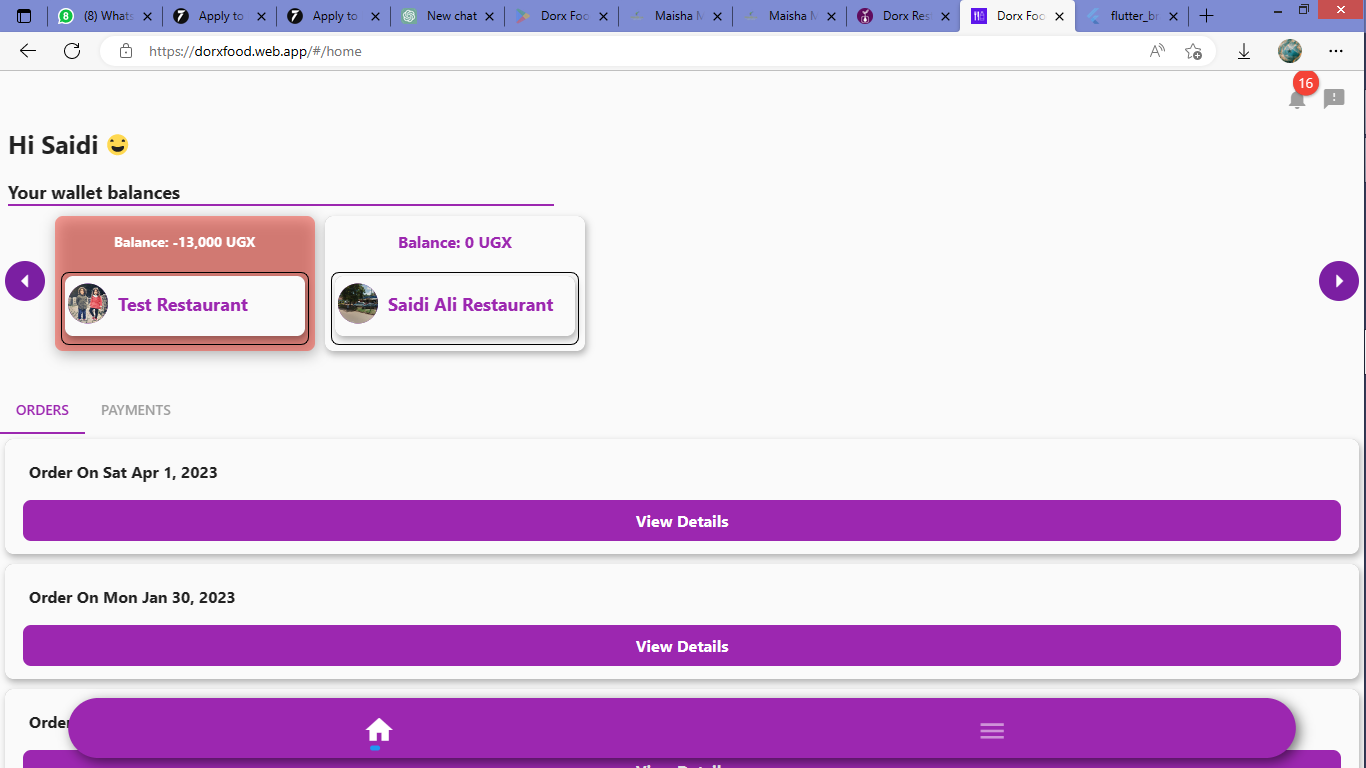 (8) Whats
Apply to
Apply to
New chat
Dorx Foo
Maisha M
Maisha M
Dorx Rest
Dorx Foo
flutter_br
https://dorxfood.web.app/#/home
16
Hi Saidi
Your wallet balances
Balance: -13,000 UGX
Test Restaurant
Balance: 0 UGX
Saidi Ali Restaurant
ORDERS
PAYMENTS
Order On Sat Apr 1, 2023
View Details
Order On Mon Jan 30, 2023
View Details
Order
View Details